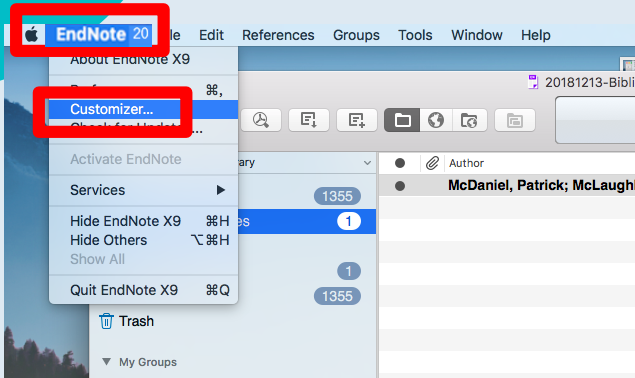 EndNote 20 Edit References Groups Tools Window Help
About EndNote X9
20181213-Bibli
⌘,
Customizer...
Activate EndNote
Author
Services ▶
1355
McDaniel, Patrick; McLaughl
Hide EndNote X9 ⌘H
1
Hide Others ⌥⌘H
Show All
1
Quit EndNote X9 ⌘Q
1355
Trash
My Groups